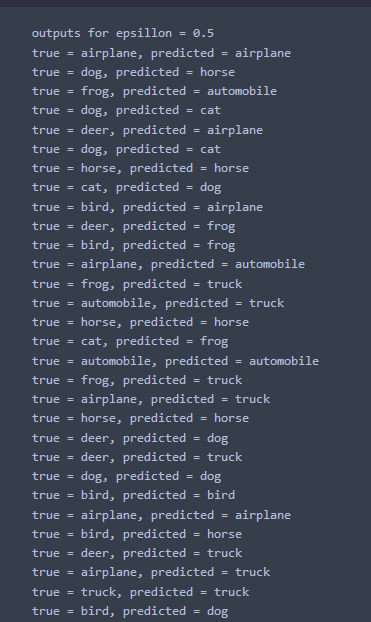 outputs for epsillon = 0.5
true = airplane, predicted = airplane
true = dog, predicted = horse
true = frog, predicted = automobile
true = dog, predicted = cat
true = deer, predicted = airplane
true = dog, predicted = cat
true = horse, predicted = horse
true = cat, predicted = dog
true = bird, predicted = airplane
true = deer, predicted = frog
true = bird, predicted = frog
true = airplane, predicted = automobile
true = frog, predicted = truck
true = automobile, predicted = truck
true = horse, predicted = horse
true = cat, predicted = frog
true = automobile, predicted = automobile
true = frog, predicted = truck
true = airplane, predicted = truck
true = horse, predicted = horse
true = deer, predicted = dog
true = deer, predicted = truck
true = dog, predicted = dog
true = bird, predicted = bird
true = airplane, predicted = airplane
true = bird, predicted = horse
true = deer, predicted = truck
true = airplane, predicted = truck
true = truck, predicted = truck
true = bird, predicted = dog